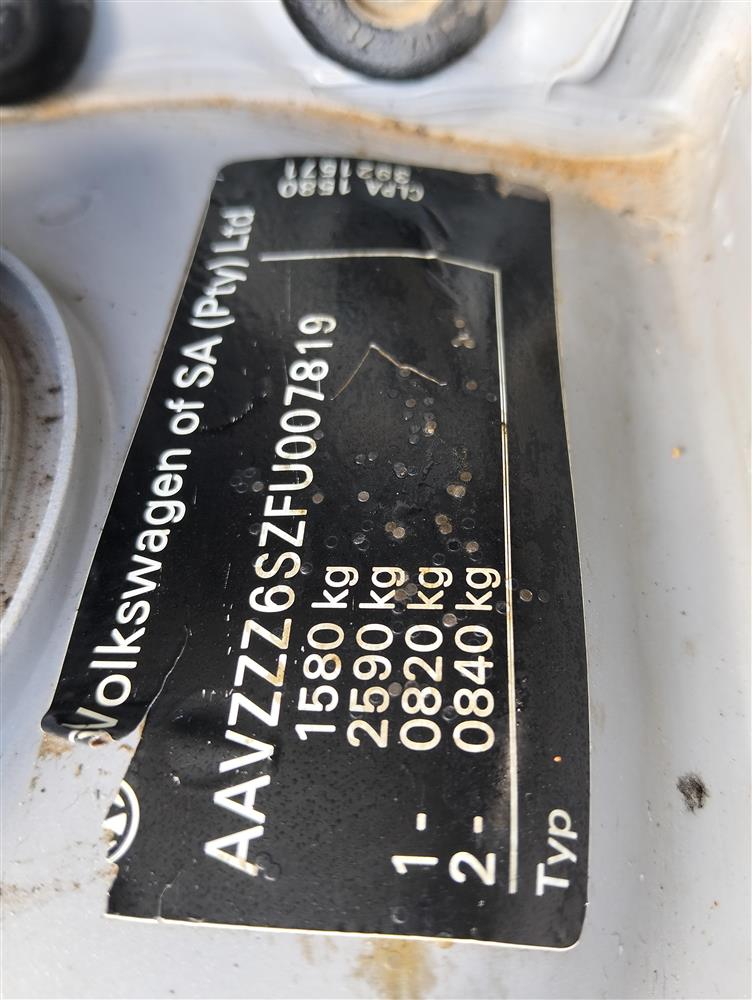 Volkswagen of SA (Pty) Ltd
AAVZZZ6SZFU007819
1580 kg
2590 kg
1- 0820 kg
2- 0840 kg
Typ
CLPA 1580
3921571